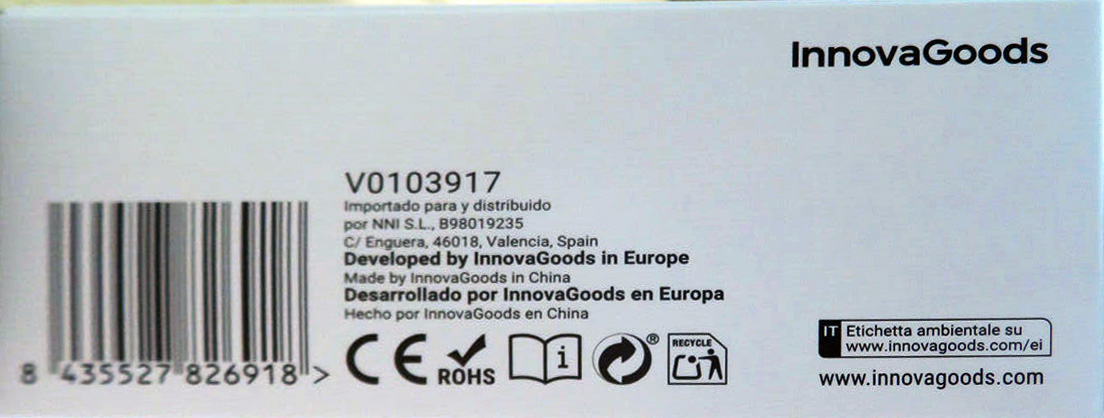 InnovaGoods
V0103917
Importado para y distribuido
por NNI S.L., B98019235
C/ Enguera, 46018, Valencia, Spain
Developed by InnovaGoods in Europe
Made by InnovaGoods in China
Desarrollado por InnovaGoods en Europa
Hecho por InnovaGoods en China
8 435527 826918 >
CE
ROHS
i
®
RECYCLE
IT Etichetta ambientale su
www.innovagoods.com/ei
www.innovagoods.com